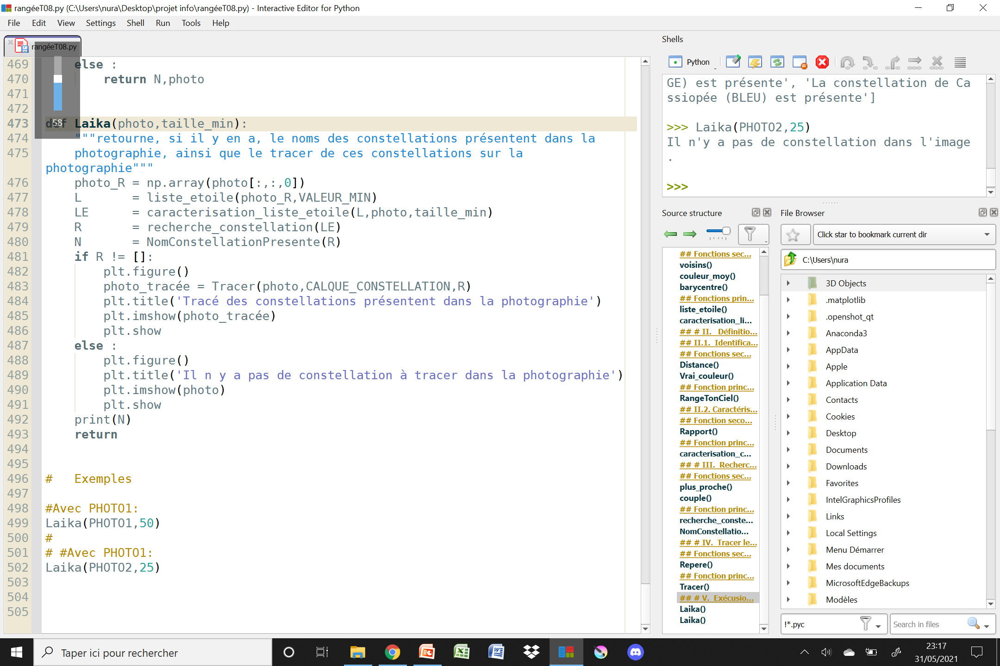 rangéeT08.py (C:\Users\nura\Desktop\projet info\rangéeT08.py) - Interactive Editor for Python
File Edit View Settings Shell Run Tools Help
rangéeT08.py
58
469 else :
470 return N,photo
471
472
473 def Laika(photo,taille_min):
474 """retourne, si il y en a, le noms des constellations présentent dans la
475 photographie, ainsi que le tracer de ces constellations sur la
photographie"""
476 photo_R = np.array(photo[:,:,0])
477 L = liste_etoile(photo_R,VALEUR_MIN)
478 LE = caracterisation_liste_etoile(L,photo,taille_min)
479 R = recherche_constellation(LE)
480 N = NomConstellationPresente(R)
481 if R != []:
482 plt.figure()
483 photo_tracée = Tracer(photo,CALQUE_CONSTELLATION,R)
484 plt.title('Tracé des constellations présentent dans la photographie')
485 plt.imshow(photo_tracée)
486 plt.show
487 else :
488 plt.figure()
489 plt.title('Il n y a pas de constellation à tracer dans la photographie')
490 plt.imshow(photo)
491 plt.show
492 print(N)
493 return
494
495
496 # Exemples
497
498 #Avec PHOTO1:
499 Laika(PHOTO1,50)
500 #
501 # #Avec PHOTO1:
502 Laika(PHOTO2,25)
503
504
505
Shells
Python
GE) est présente', 'La constellation de Ca
ssiopée (BLEU) est présente']
>>> Laika(PHOTO2,25)
Il n'y a pas de constellation dans l'image
.
>>>
Source structure
## Fonctions sec...
voisins()
couleur_moy()
barycentre()
## Fonctions prin...
liste_etoile()
caracterisation_li...
## # II. Définitio...
## II.1. Identifica...
## Fonctions sec...
Distance()
Vrai_couleur()
## Fonction princ...
RangeTonCiel()
## II.2. Caractéris...
## Fonction seco...
Rapport()
## Fonction princ...
caracterisation_c...
## # III. Recherc...
## Fonctions sec...
plus_proche()
couple()
## Fonction princ...
recherche_conste...
NomConstellatio...
## # IV. Tracer le...
## Fonctions sec...
Repere()
## Fonction princ...
Tracer()
## # V. Exécusio...
Laika()
Laika()
File Browser
Click star to bookmark current dir
C:\Users\nura
3D Objects
.matplotlib
.openshot_qt
Anaconda3
AppData
Apple
Application Data
Contacts
Cookies
Desktop
Documents
Downloads
Favorites
IntelGraphicsProfiles
Links
Local Settings
Menu Démarrer
Mes documents
MicrosoftEdgeBackups
Modèles
!*.pyc
Search in files
Taper ici pour rechercher
23:17
31/05/2021